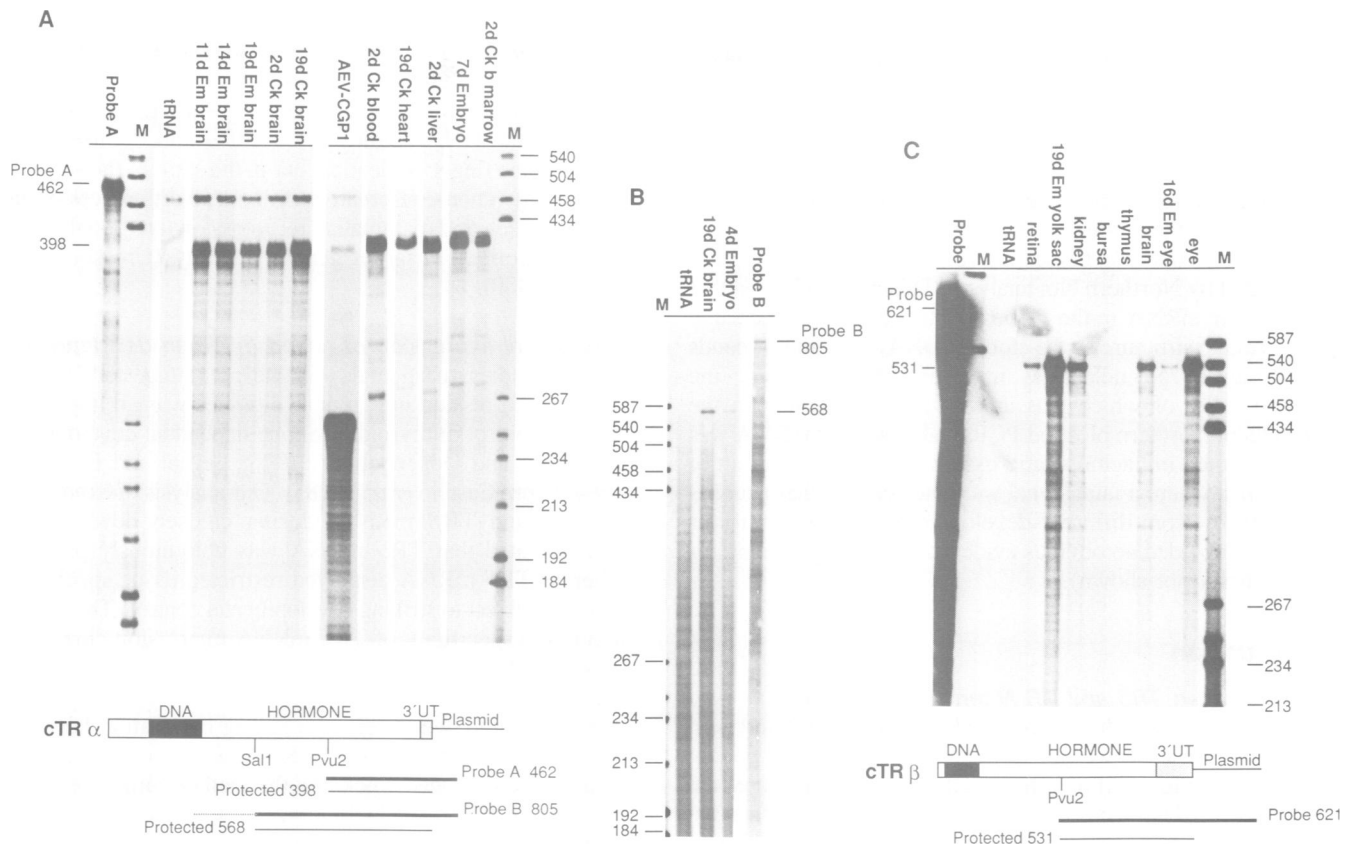 A
Probe A
M
tRNA
11d Em brain
14d Em brain
19d Em brain
2d Ck brain
19d Ck brain
AEV-CGP1
2d Ck blood
19d Ck heart
2d Ck liver
7d Embryo
2d Ck b marrow
M
Probe A
462
398
540
504
458
434
267
234
213
192
184
cTR α
DNA
HORMONE
3´UT
Plasmid
Sal1
Pvu2
Probe A 462
Protected 398
Probe B 805
Protected 568
B
M
tRNA
19d Ck brain
4d Embryo
Probe B
Probe B
805
568
587
540
504
458
434
267
234
213
192
184
C
Probe
M
tRNA
retina
19d Em yolk sac
kidney
bursa
thymus
brain
16d Em eye
eye
M
Probe
621
531
587
540
504
458
434
267
234
213
cTR β
DNA
HORMONE
3´UT
Plasmid
Pvu2
Probe 621
Protected 531